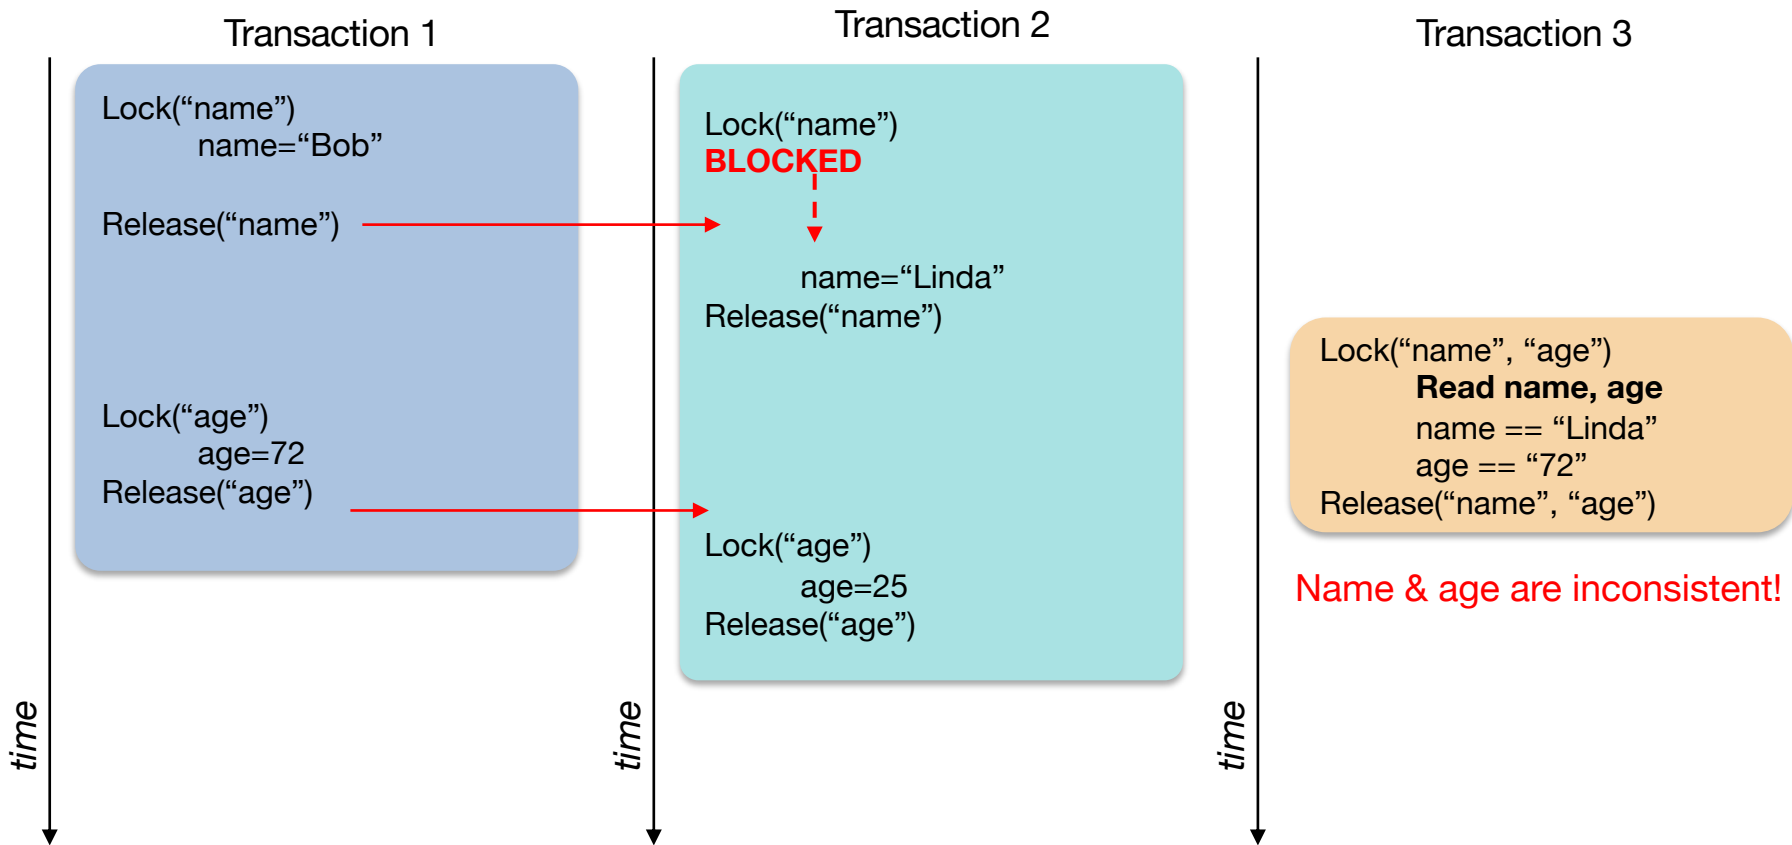 Transaction 1
Lock(“name”)
name=“Bob”
Release(“name”)
Lock(“age”)
age=72
Release(“age”)
time
Transaction 2
Lock(“name”)
BLOCKED
name=“Linda”
Release(“name”)
Lock(“age”)
age=25
Release(“age”)
time
Transaction 3
Lock(“name”, “age”)
Read name, age
name == “Linda”
age == “72”
Release(“name”, “age”)
Name & age are inconsistent!
time